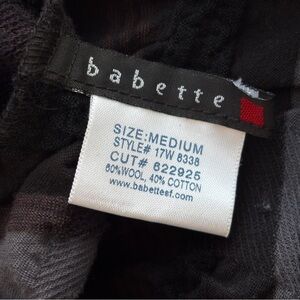 babette
SIZE:MEDIUM
STYLE# 17W 8338
CUT# 622925
60%WOOL, 40% COTTON
www.babettesf.com